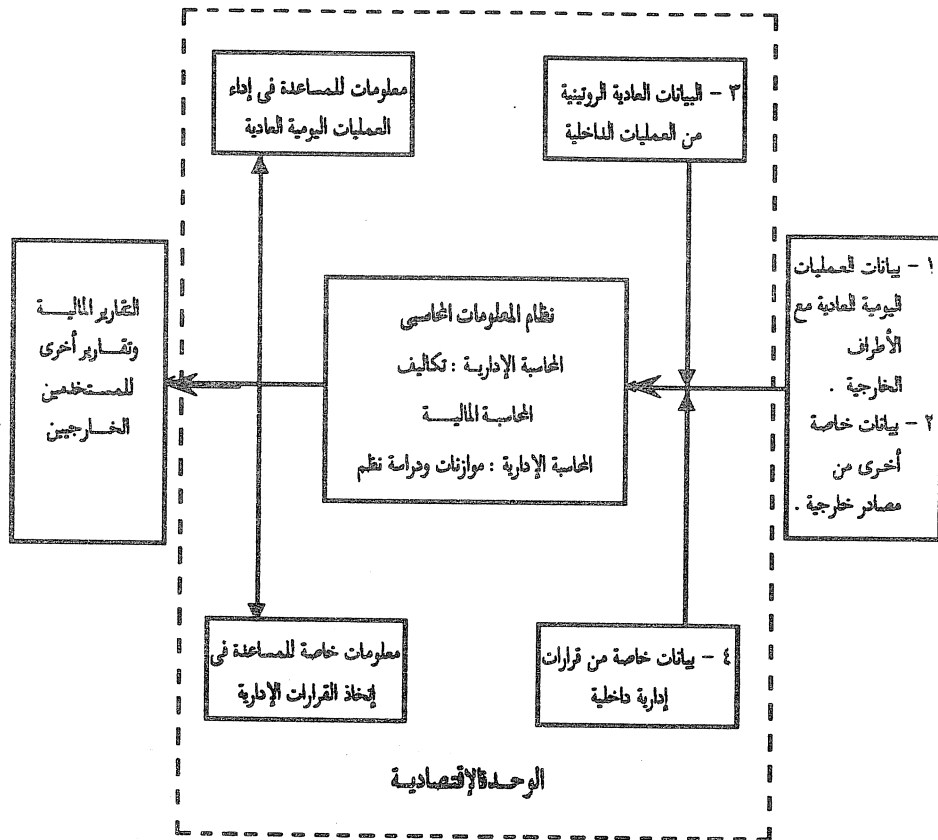 معلومات للمساعدة فى إداء
العمليات اليومية العادية
٣ - البيانات العادية الروتينية
من العمليات الداخلية
١ - بيانات العمليات
اليومية العادية مع
الأطراف
الخارجية .
٢ - بيانات خاصة
أخرى من
مصادر خارجية .
نظام المعلومات المحاسبى
المحاسبة الإدارية : تكاليف
المحاسبة المالية
المحاسبة الإدارية : موازنات ودراسة نظم
التقارير المالية
وتقارير أخرى
للمستخدمين
الخارجيين
٤ - بيانات خاصة من قرارات
إدارية داخلية
معلومات خاصة للمساعدة فى
إتخاذ القرارات الإدارية
الوحدة الإقتصادية